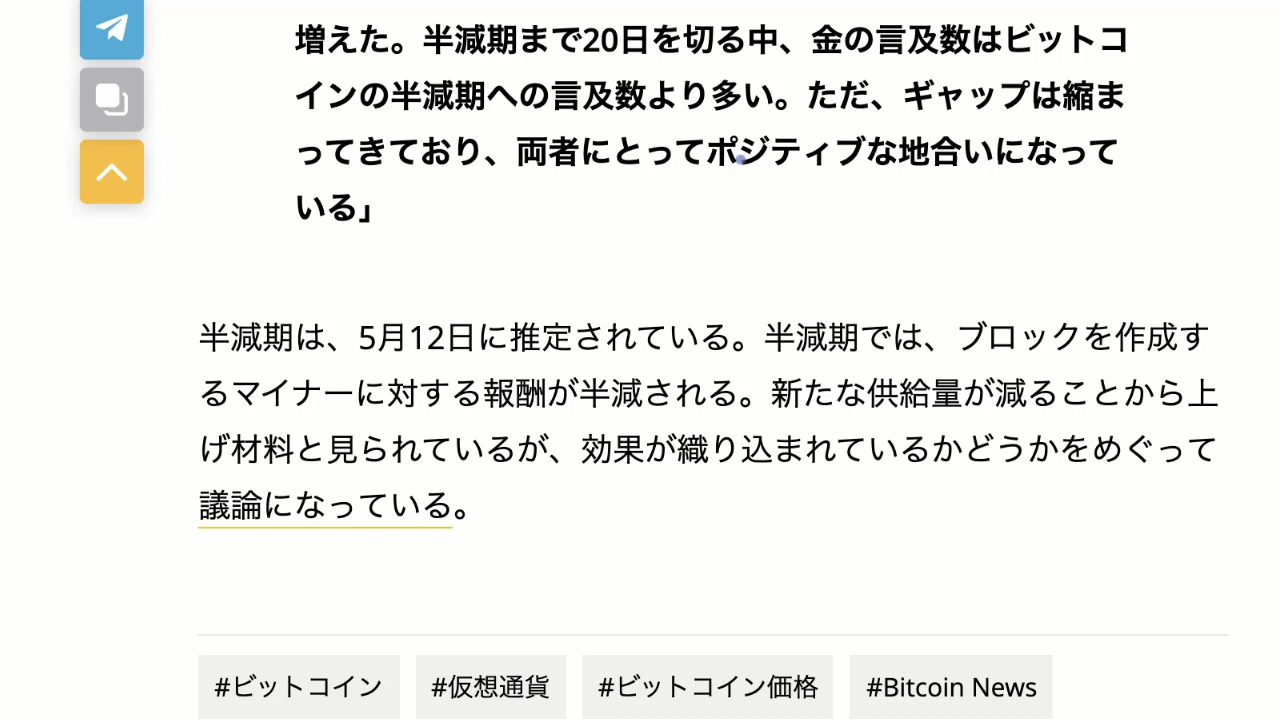 増えた。半減期まで20日を切る中、金の言及数はビットコ
インの半減期への言及数より多い。ただ、ギャップは縮ま
ってきており、両者にとってポジティブな地合いになって
いる」
半減期は、5月12日に推定されている。半減期では、ブロックを作成す
るマイナーに対する報酬が半減される。新たな供給量が減ることから上
げ材料と見られているが、効果が織り込まれているかどうかをめぐって
議論になっている。
#ビットコイン #仮想通貨 #ビットコイン価格 #Bitcoin News